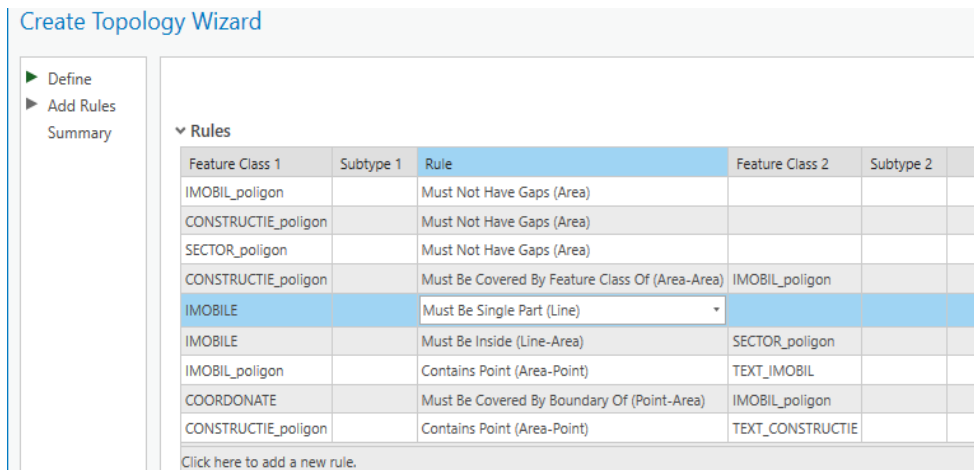 Create Topology Wizard
Define
Add Rules
Summary
Rules
Feature Class 1 Subtype 1 Rule Feature Class 2 Subtype 2
IMOBIL_poligon Must Not Have Gaps (Area)
CONSTRUCTIE_poligon Must Not Have Gaps (Area)
SECTOR_poligon Must Not Have Gaps (Area)
CONSTRUCTIE_poligon Must Be Covered By Feature Class Of (Area-Area) IMOBIL_poligon
IMOBILE Must Be Single Part (Line)
IMOBILE Must Be Inside (Line-Area) SECTOR_poligon
IMOBIL_poligon Contains Point (Area-Point) TEXT_IMOBIL
COORDONATE Must Be Covered By Boundary Of (Point-Area) IMOBIL_poligon
CONSTRUCTIE_poligon Contains Point (Area-Point) TEXT_CONSTRUCTIE
Click here to add a new rule.